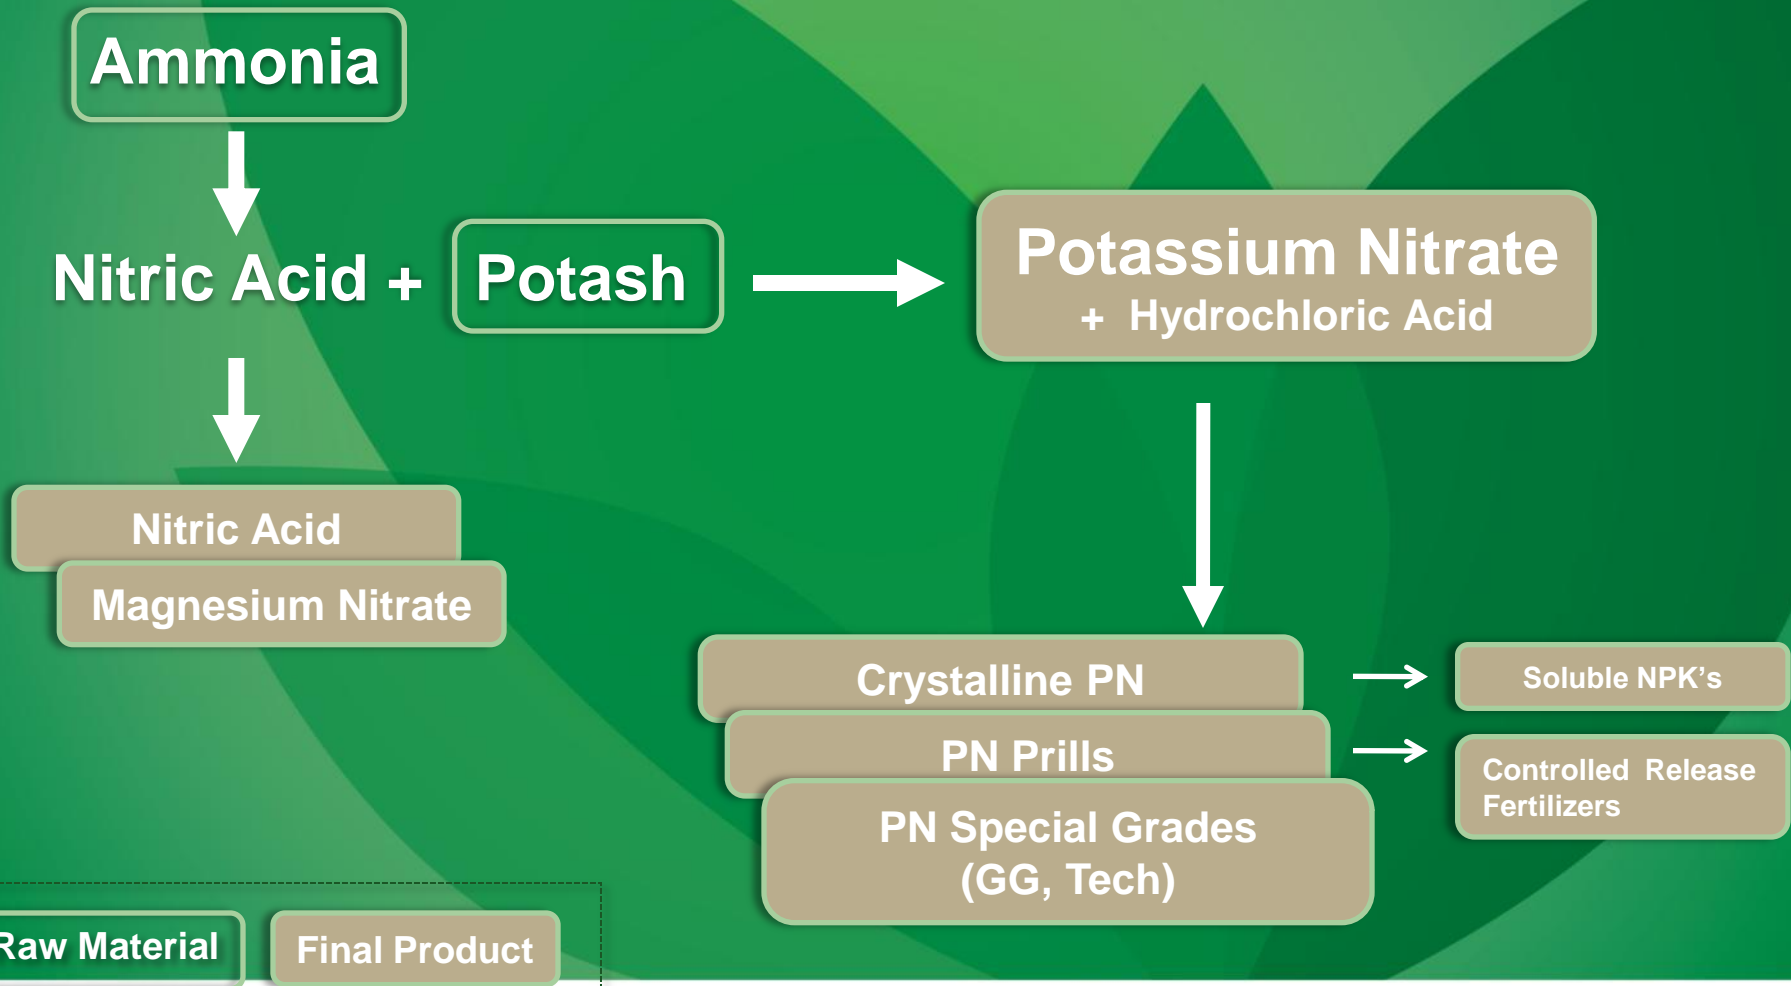 Ammonia
Nitric Acid + Potash
Potassium Nitrate
+ Hydrochloric Acid
Nitric Acid
Magnesium Nitrate
Crystalline PN
Soluble NPK’s
PN Prills
Controlled Release
Fertilizers
PN Special Grades
(GG, Tech)
Raw Material
Final Product